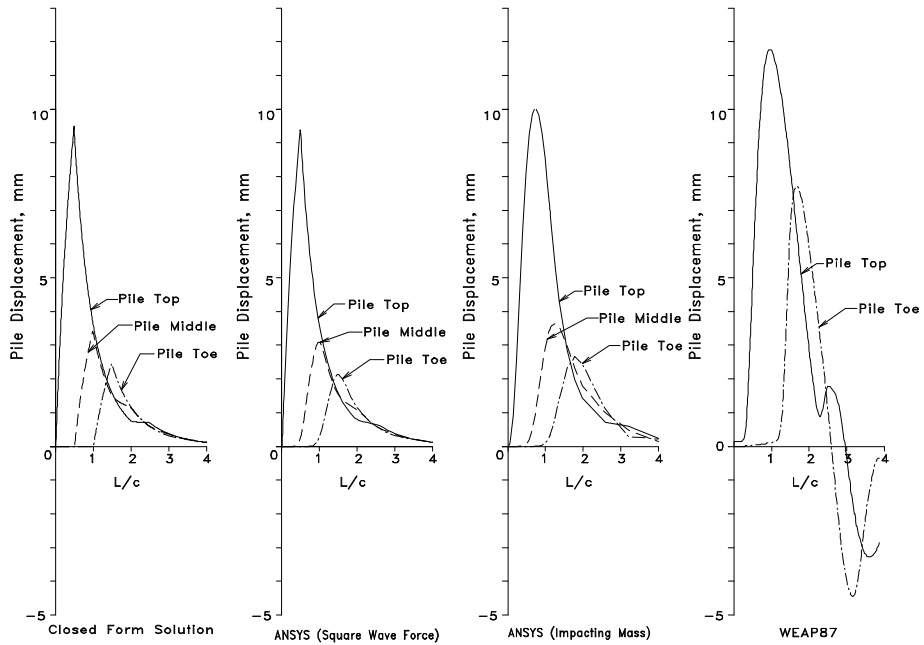 Pile Displacement, mm
10
5
0
-5
1 2 3 4
L/c
Pile Top
Pile Middle
Pile Toe
Closed Form Solution
Pile Displacement, mm
10
5
0
-5
1 2 3 4
L/c
Pile Top
Pile Middle
Pile Toe
ANSYS (Square Wave Force)
Pile Displacement, mm
10
5
0
-5
1 2 3 4
L/c
Pile Top
Pile Middle
Pile Toe
ANSYS (Impacting Mass)
Pile Displacement, mm
10
5
0
-5
1 2 3 4
L/c
Pile Top
Pile Toe
WEAP87